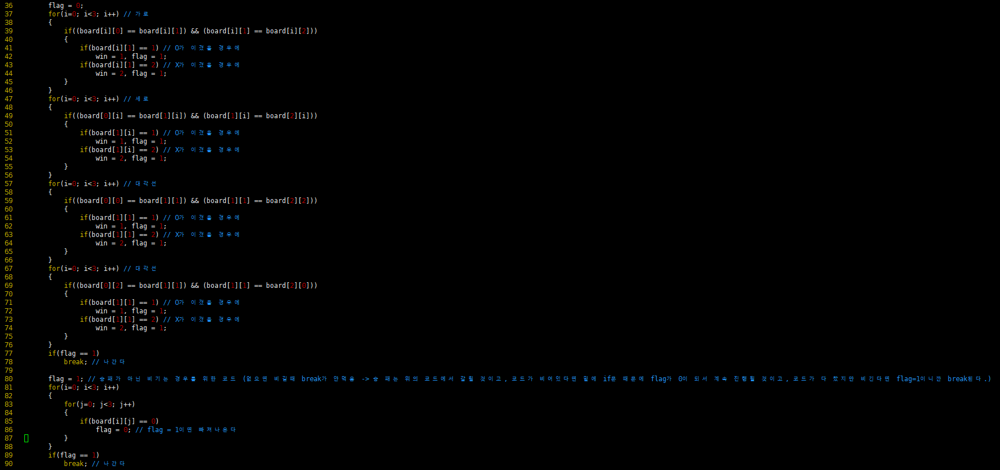 36 flag = 0;
37 for(i=0; i<3; i++) // 가로
38 {
39 if((board[i][0] == board[i][1]) && (board[i][1] == board[i][2]))
40 {
41 if(board[i][1] == 1) // O가 이겼을 경우에
42 win = 1, flag = 1;
43 if(board[i][1] == 2) // X가 이겼을 경우에
44 win = 2, flag = 1;
45 }
46 }
47 for(i=0; i<3; i++) // 세로
48 {
49 if((board[0][i] == board[1][i]) && (board[1][i] == board[2][i]))
50 {
51 if(board[1][i] == 1) // O가 이겼을 경우에
52 win = 1, flag = 1;
53 if(board[1][i] == 2) // X가 이겼을 경우에
54 win = 2, flag = 1;
55 }
56 }
57 for(i=0; i<3; i++) // 대각선
58 {
59 if((board[0][0] == board[1][1]) && (board[1][1] == board[2][2]))
60 {
61 if(board[1][1] == 1) // O가 이겼을 경우에
62 win = 1, flag = 1;
63 if(board[1][1] == 2) // X가 이겼을 경우에
64 win = 2, flag = 1;
65 }
66 }
67 for(i=0; i<3; i++) // 대각선
68 {
69 if((board[0][2] == board[1][1]) && (board[1][1] == board[2][0]))
70 {
71 if(board[1][1] == 1) // O가 이겼을 경우에
72 win = 1, flag = 1;
73 if(board[1][1] == 2) // X가 이겼을 경우에
74 win = 2, flag = 1;
75 }
76 }
77 if(flag == 1)
78 break; // 나간다
79
80 flag = 1; // 승패가 아닌 비기는 경우를 위한 코드 (없으면 비길때 break가 안먹음 -> 승 패는 위의 코드에서 갈릴 것이고, 코드가 비어있다면 밑에 if문 때문에 flag가 0이 되서 계속 진행될 것이고, 코드가 다 찼지만 비긴다면 flag=1이니깐 break된다.)
81 for(i=0; i<3; i++)
82 {
83 for(j=0; j<3; j++)
84 {
85 if(board[i][j] == 0)
86 flag = 0; // flag = 1이면 빠져나온다
87 }
88 }
89 if(flag == 1)
90 break; // 나간다